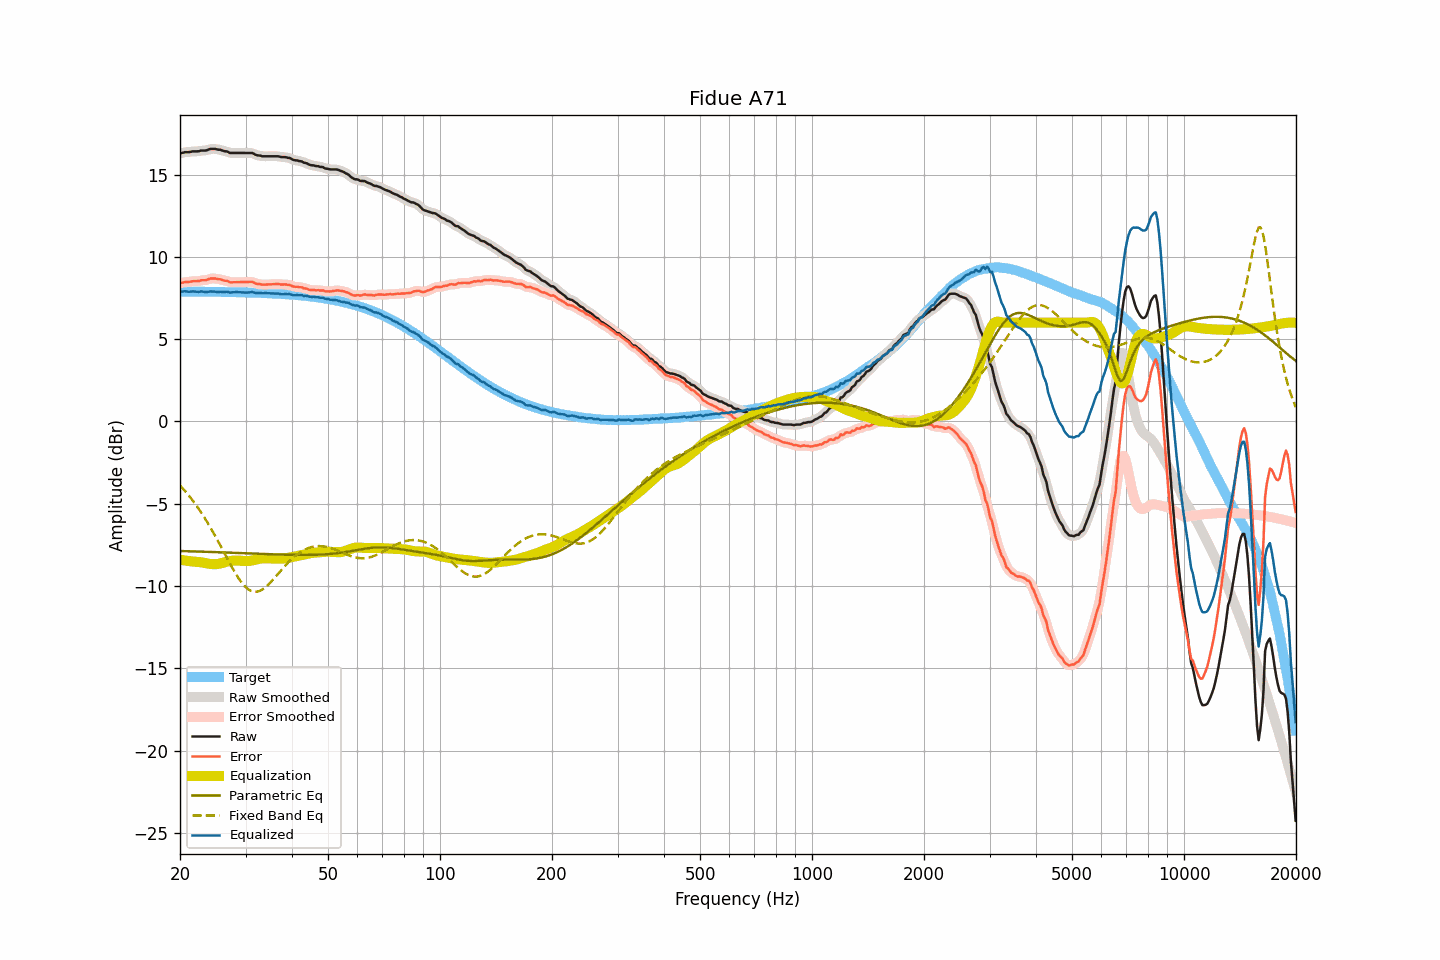 Fidue A71
Amplitude (dBr)
15
10
5
0
−5
−10
−15
−20
−25
Target
Raw Smoothed
Error Smoothed
Raw
Error
Equalization
Parametric Eq
Fixed Band Eq
Equalized
20 50 100 200 500 1000 2000 5000 10000 20000
Frequency (Hz)